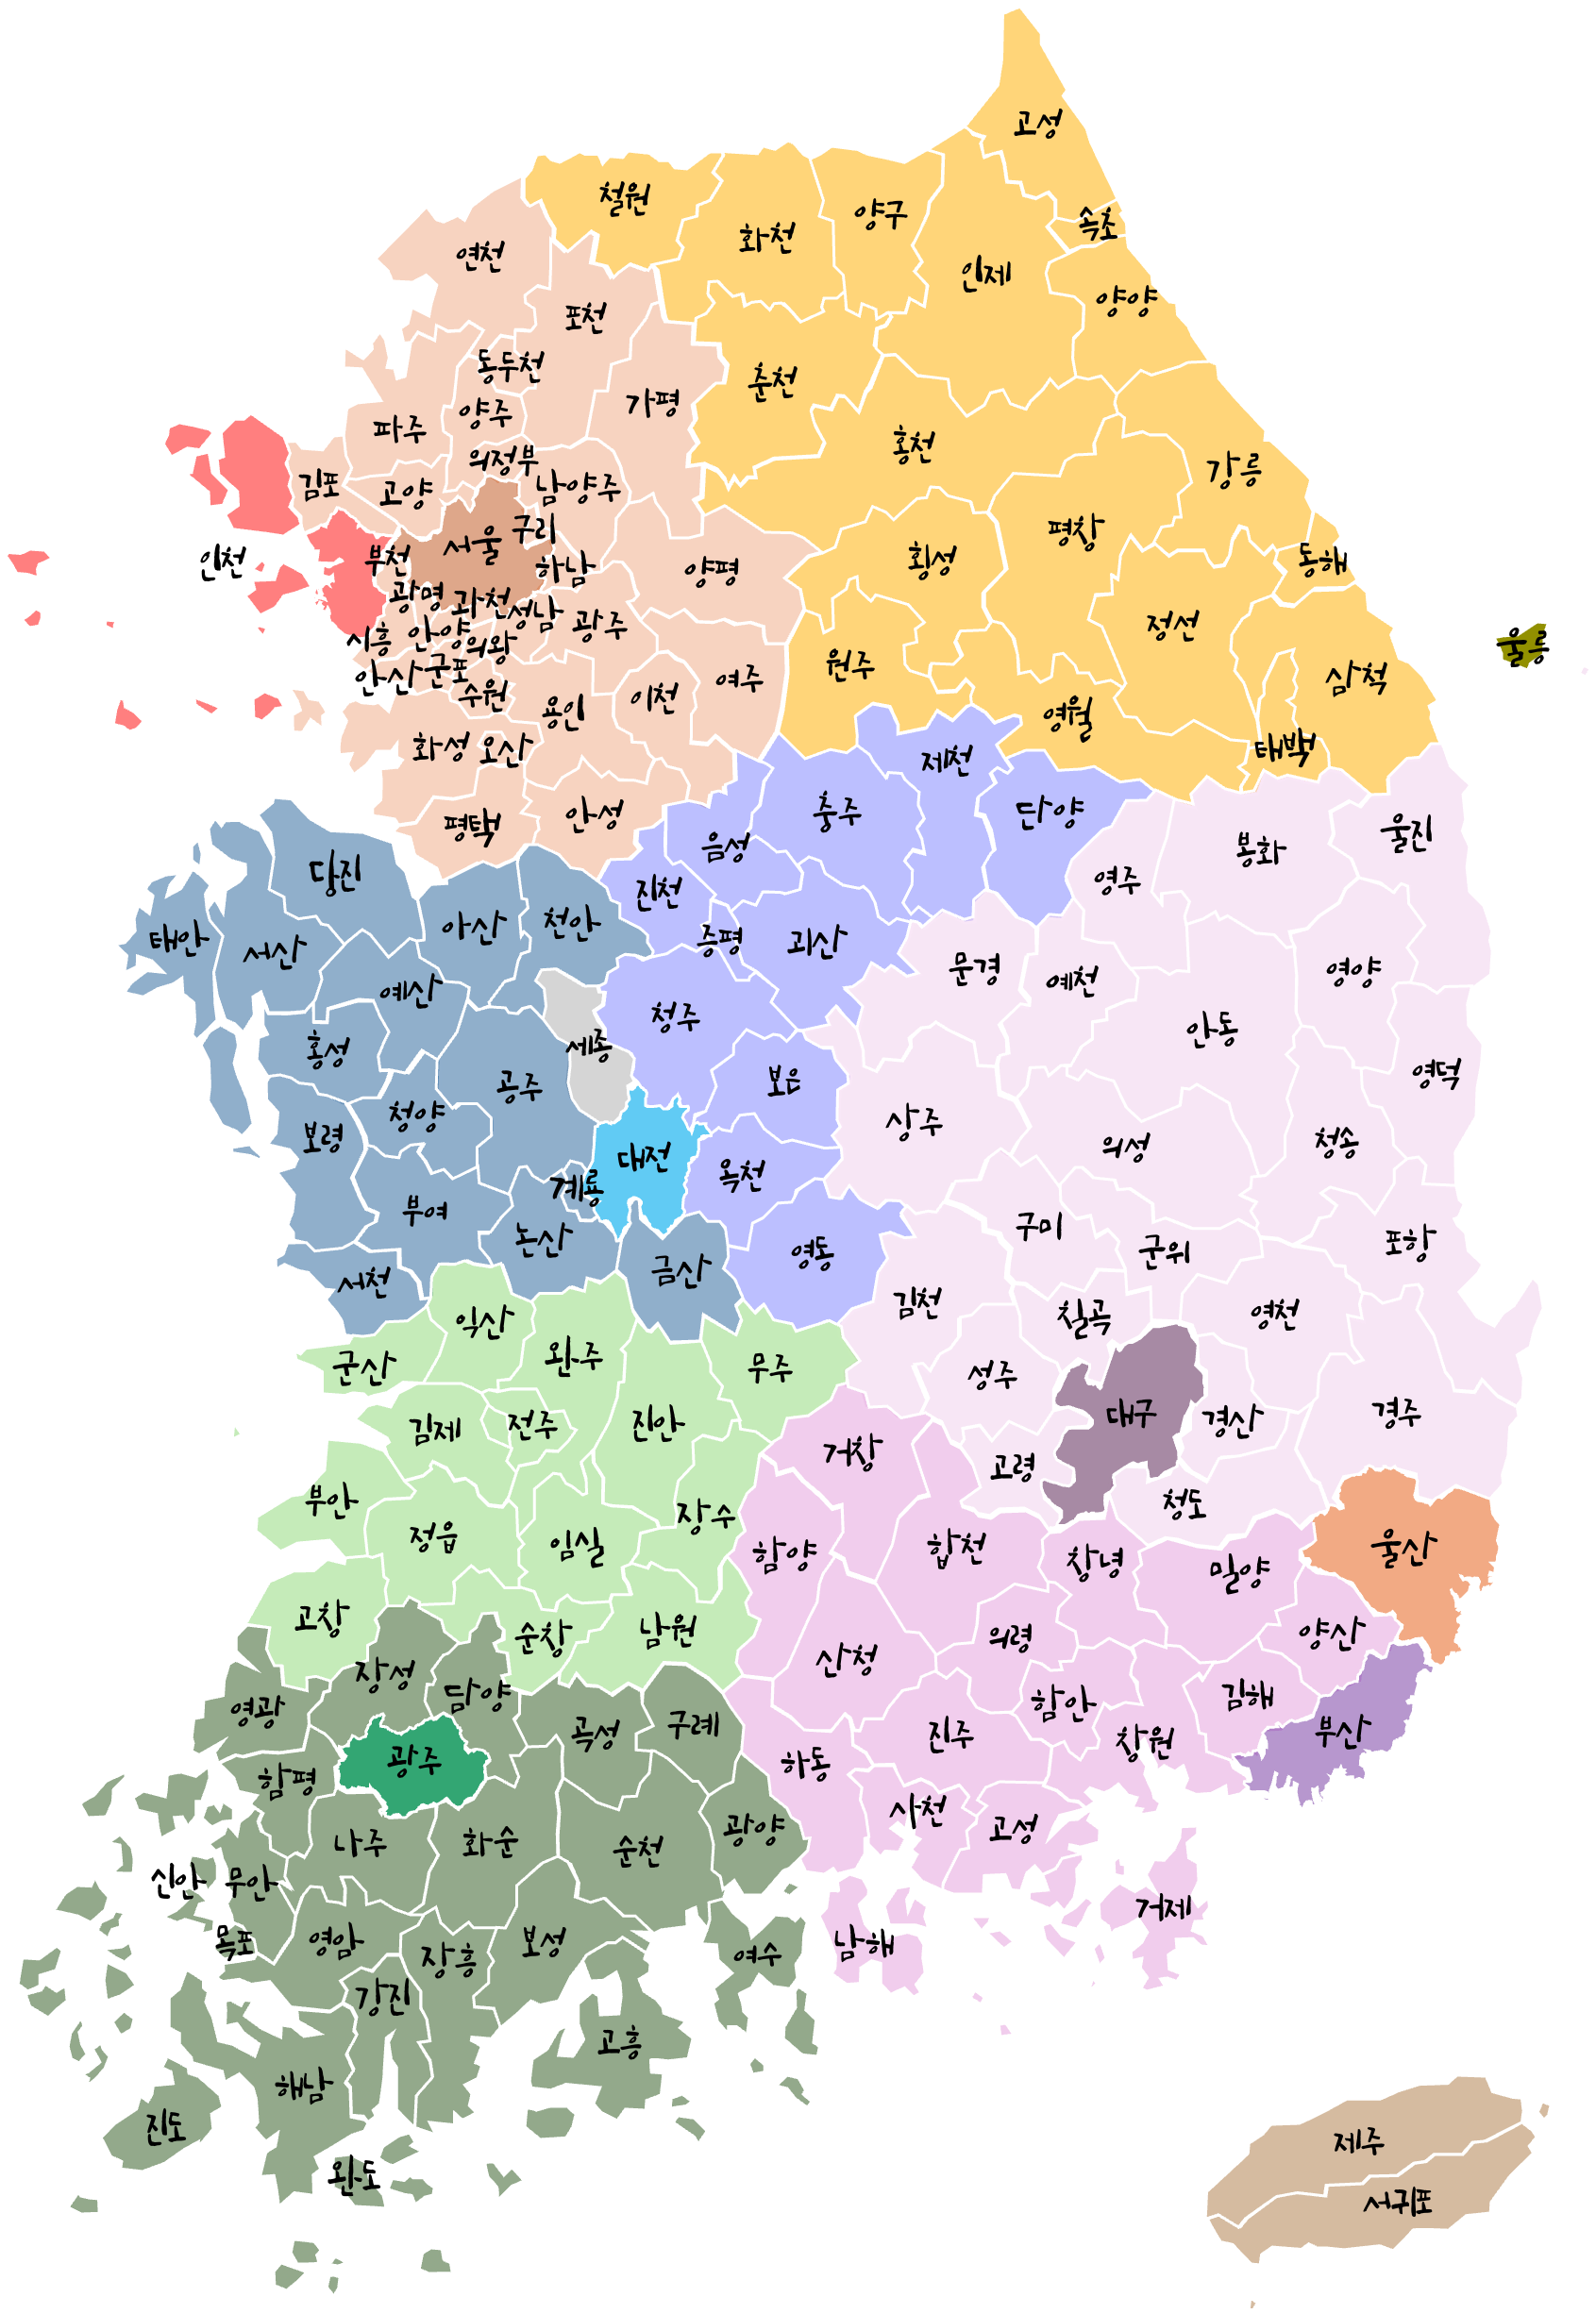 고성
철원
속초
양구
화천
연천
인제
양양
포천
동두천
춘천
가평
양주
파주
홍천
의정부
강릉
김포
고양
남양주
구리
평창
서울
인천
부천
횡성
동해
하남
양평
광명
과천
성남
광주
정선
시흥
안양
의왕
울릉
안산
군포
원주
수원
이천
여주
삼척
용인
영월
화성
오산
태백
제천
안성
충주
단양
평택
울진
음성
봉화
당진
진천
영주
태안
서산
아산
천안
증평
괴산
문경
영양
예산
예천
청주
안동
홍성
세종
영덕
공주
보은
청양
상주
보령
의성
청송
대전
옥천
계룡
부여
구미
논산
영동
군위
포항
금산
서천
김천
칠곡
영천
익산
완주
군산
무주
성주
대구
경산
경주
김제
전주
진안
거창
고령
부안
장수
청도
정읍
임실
함양
합천
창녕
밀양
울산
고창
순창
남원
의령
양산
산청
장성
담양
함안
김해
영광
곡성
구례
진주
창원
부산
광주
하동
함평
사천
고성
나주
화순
순천
광양
신안
무안
거제
목포
영암
장흥
보성
여수
남해
강진
고흥
해남
진도
제주
완도
서귀포